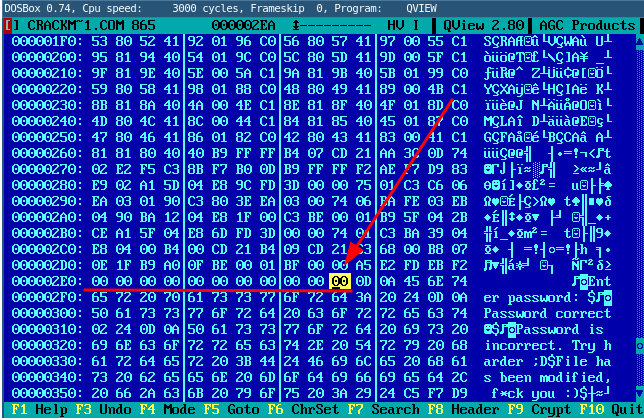 DOSBox 0.74, Cpu speed: 3000 cycles, Frameskip 0, Program: QVIEW
[ ] CRACKM~1.COM 865 000002EA ‡--------- HV I QView 2.80 AGC Products
000001F0: 53 80 52 41 92 01 96 C0 56 80 57 41 97 00 55 C1
00000200: 95 81 94 40 54 01 9C C0 5C 80 5D 41 9D 00 5F C1
00000210: 9F 81 9E 40 5E 00 5A C1 9A 81 9B 40 5B 01 99 C0
00000220: 59 80 58 41 98 01 88 C0 48 80 49 41 89 00 4B C1
00000230: 8B 81 8A 40 4A 00 4E C1 8E 81 8F 40 4F 01 8D C0
00000240: 4D 80 4C 41 8C 00 44 C1 84 81 85 40 45 01 87 C0
00000250: 47 80 46 41 86 01 82 C0 42 80 43 41 83 00 41 C1
00000260: 81 81 80 40 40 B9 FF FF B4 07 CD 21 AA 3C 0D 74
00000270: 02 E2 F5 C3 8B F7 B0 0D B9 FF FF F2 AE F7 D9 83
00000280: E9 02 A1 5D 04 E8 9C FD 3D 00 00 75 01 C3 C6 06
00000290: EA 03 01 90 C3 80 3E EA 03 00 74 06 BA FE 03 EB
000002A0: 04 90 BA 12 04 E8 1F 00 C3 BE 00 01 B9 5F 04 2B
000002B0: CE A1 5F 04 E8 6D FD 3D 00 00 74 05 C3 BA 39 04
000002C0: E8 04 00 B4 00 CD 21 B4 09 CD 21 C3 68 00 B8 07
000002D0: 0E 1F B9 A0 0F BE 00 01 BF 00 00 A5 E2 FD EB F2
000002E0: 00 00 00 00 00 00 00 00 00 00 00 0D 0A 45 6E 74 Ent
000002F0: 65 72 20 70 61 73 73 77 6F 72 64 3A 20 24 0D 0A er password: $
00000300: 50 61 73 73 77 6F 72 64 20 63 6F 72 72 65 63 74 Password correct
00000310: 02 24 0D 0A 50 61 73 73 77 6F 72 64 20 69 73 20 $ Password is
00000320: 69 6E 63 6F 72 72 65 63 74 2E 20 54 72 79 20 68 incorrect. Try h
00000330: 61 72 64 65 72 20 3B 44 24 46 69 6C 65 20 68 61 arder ;D$File ha
00000340: 73 20 62 65 65 6E 20 6D 6F 64 69 66 69 65 64 2C s been modified,
00000350: 20 66 2A 63 6B 20 79 6F 75 20 3A 29 24 C5 F7 D9 f*ck you :)$
F1 Help F3 Undo F4 Mode F5 Goto F6 ChrSet F7 Search F8 Header F9 Crypt F10 Quit